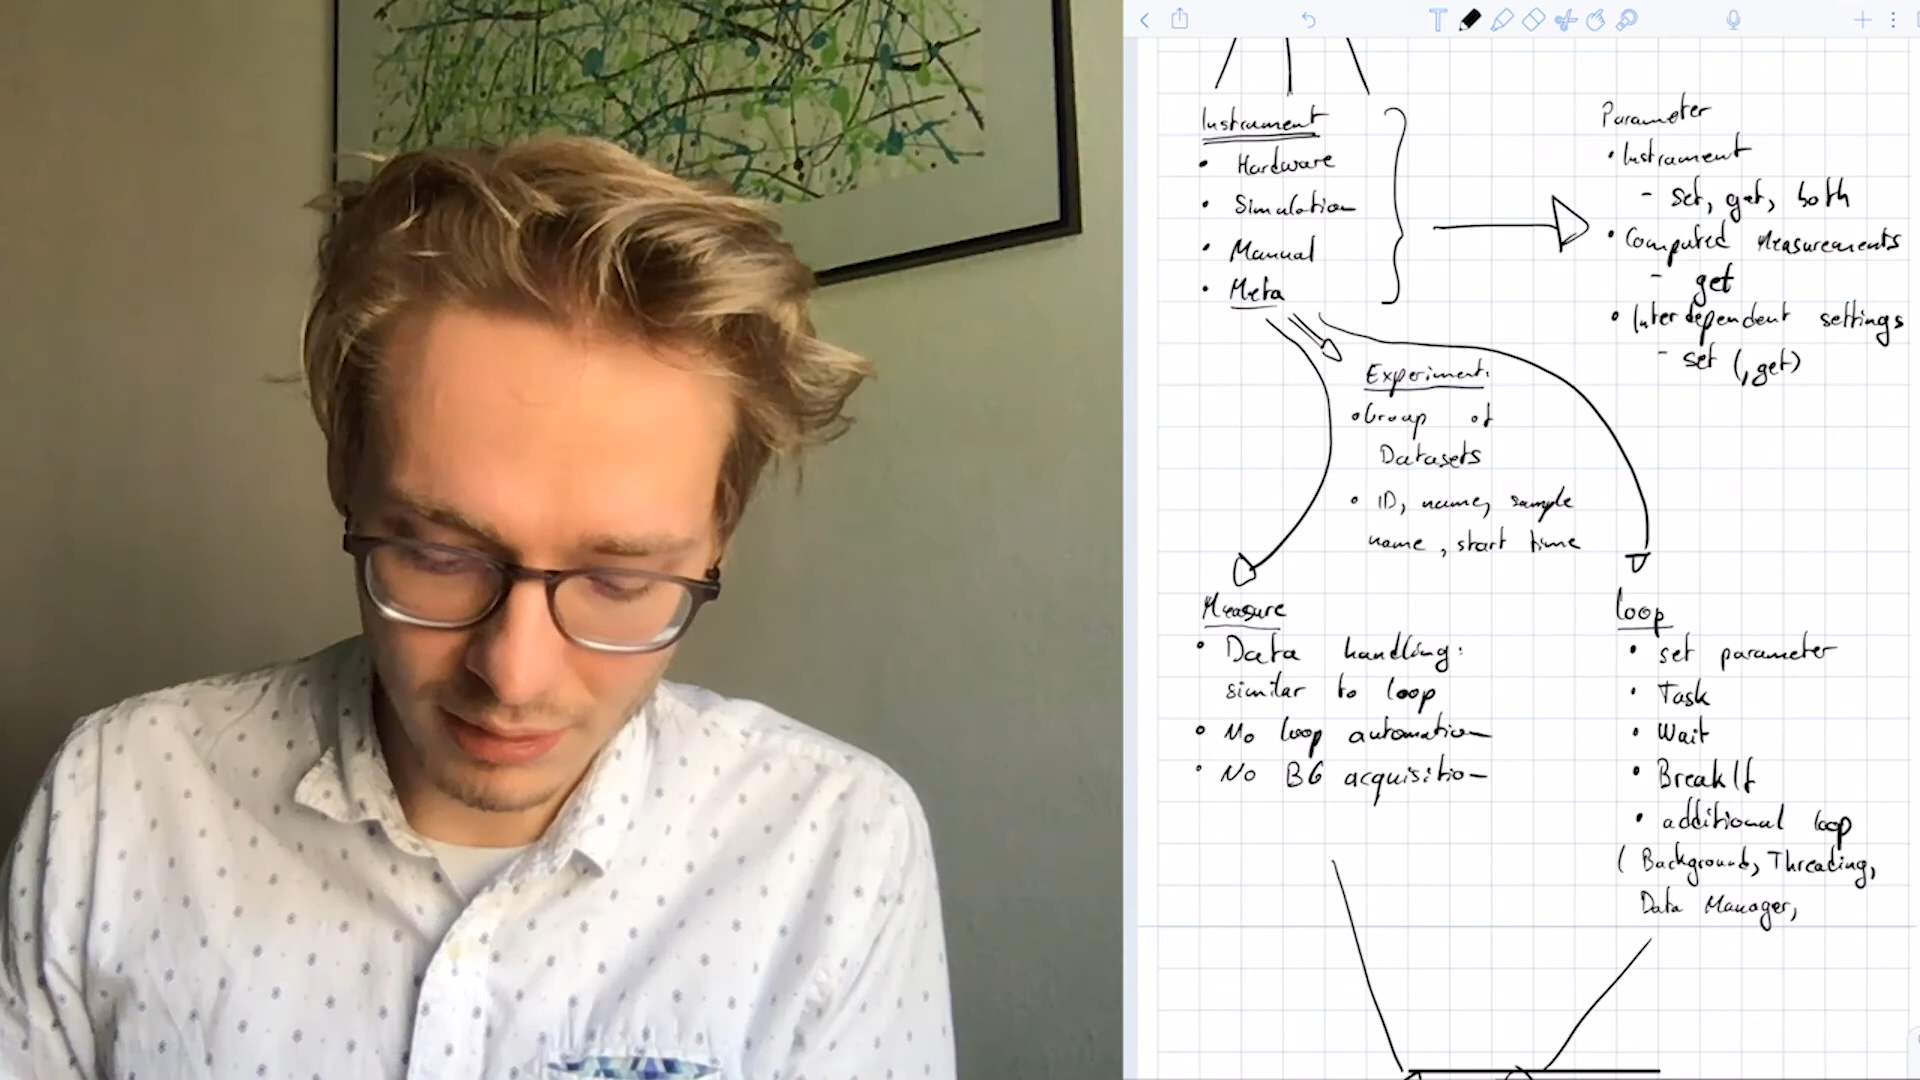 Instrument
• Hardware
• Simulation
• Manual
• Meta
Parameter
• Instrument
- set, get, both
• Computed Measurements
- get
• Interdependent settings
- set (,get)
Experiment:
• Group of
Datasets
• ID, name, sample
name, start time
Measure
• Data handling:
similar to loop
• No loop automation
• No BG acquisition
Loop
• set parameter
• Task
• Wait
• BreakIf
• additional loop
( Background, Threading,
Data Manager,